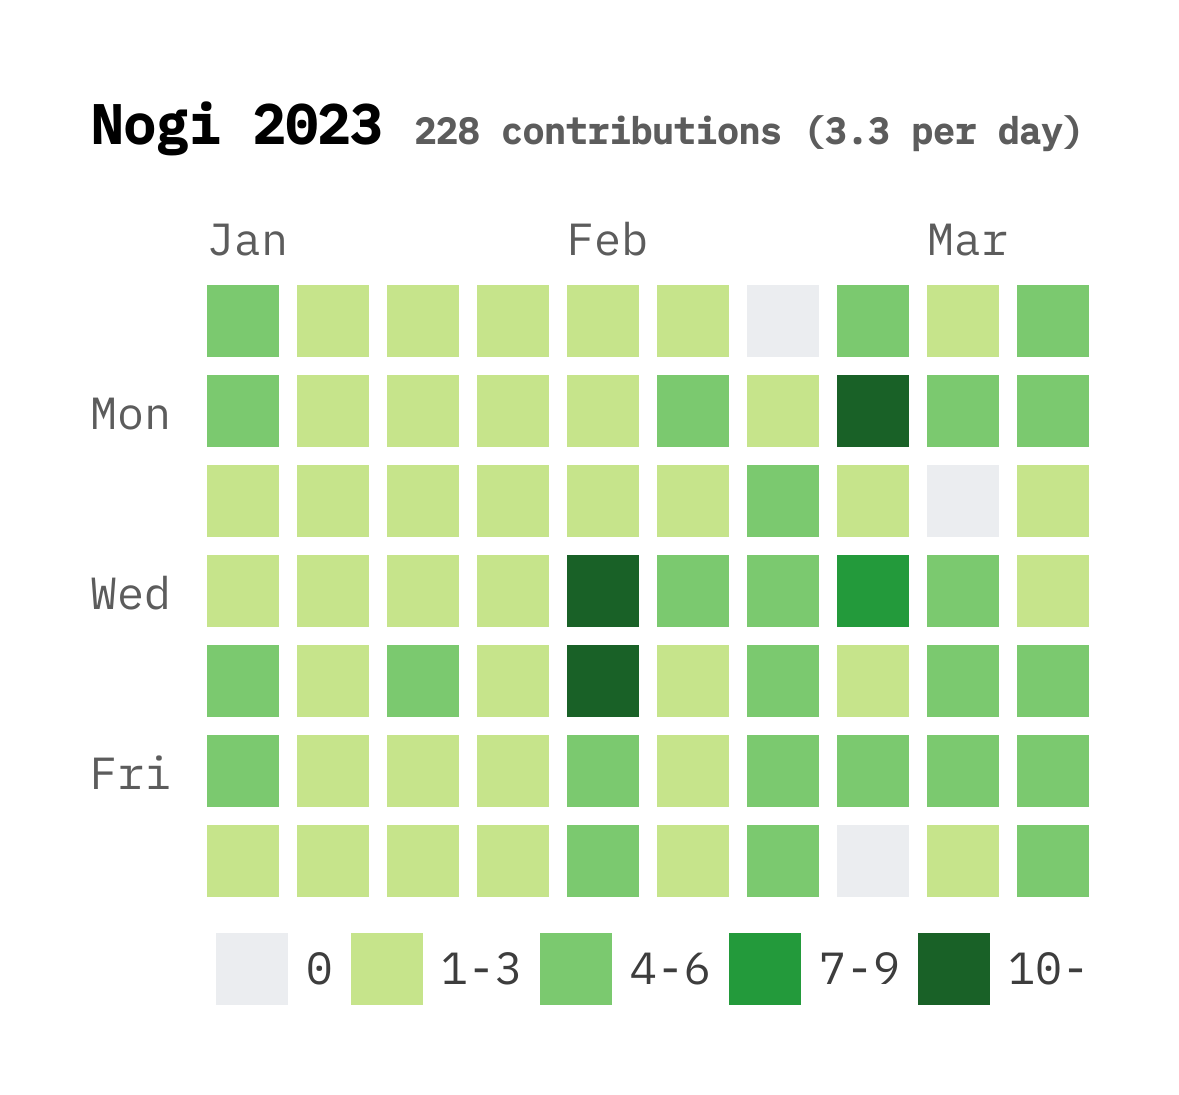 Nogi 2023 228 contributions (3.3 per day)
Jan Feb Mar
Mon
Wed
Fri
0 1-3 4-6 7-9 10-